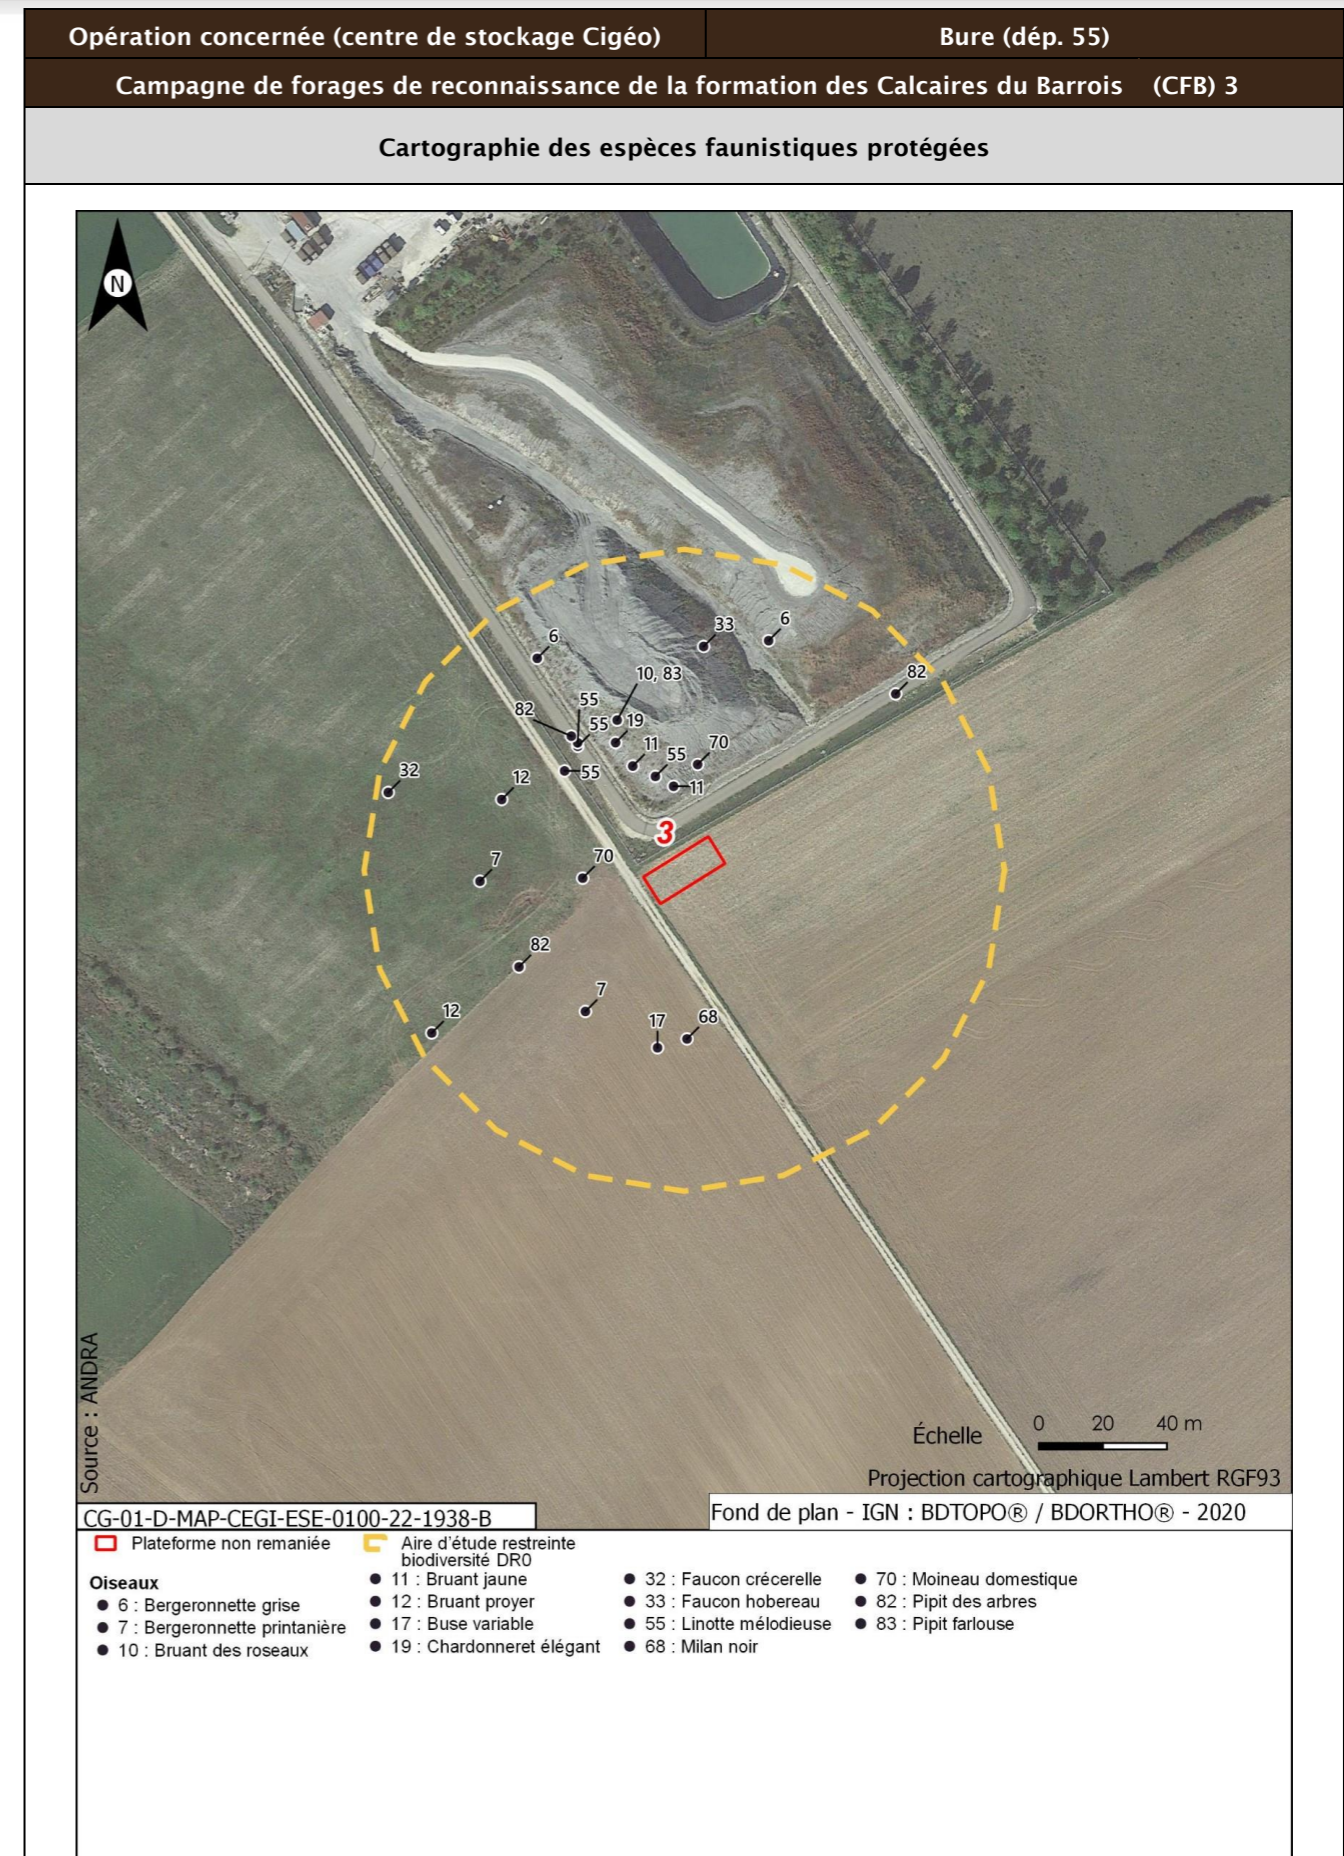 Opération concernée (centre de stockage Cigéo)
Bure (dép. 55)
Campagne de forages de reconnaissance de la formation des Calcaires du Barrois (CFB) 3
Cartographie des espèces faunistiques protégées
N
6
33
6
10, 83
82
55
82
55
19
11
55
70
32
12
55
11
3
7
70
82
7
12
17
68
Source : ANDRA
Échelle
0 20 40 m
Projection cartographique Lambert RGF93
CG-01-D-MAP-CEGI-ESE-0100-22-1938-B
Fond de plan - IGN : BDTOPO® / BDORTHO® - 2020
Plateforme non remaniée
Aire d'étude restreinte
biodiversité DR0
Oiseaux
6 : Bergeronnette grise
7 : Bergeronnette printanière
10 : Bruant des roseaux
11 : Bruant jaune
12 : Bruant proyer
17 : Buse variable
19 : Chardonneret élégant
32 : Faucon crécerelle
33 : Faucon hobereau
55 : Linotte mélodieuse
68 : Milan noir
70 : Moineau domestique
82 : Pipit des arbres
83 : Pipit farlouse